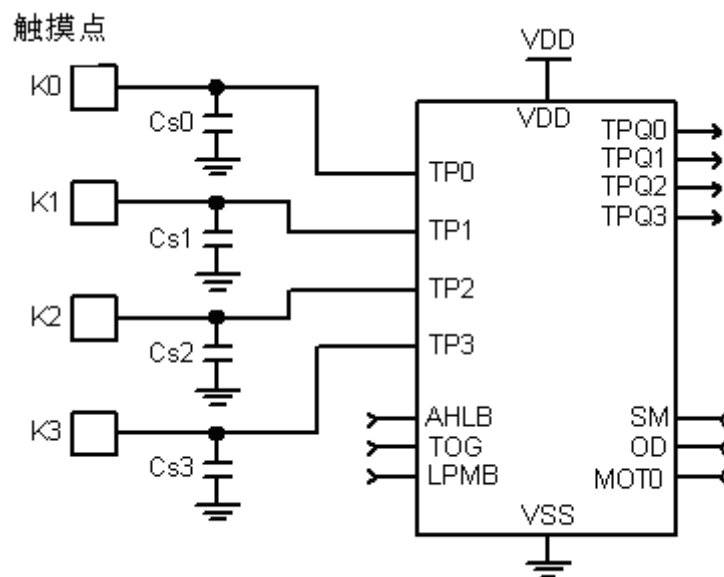 触摸点
K0
Cs0
K1
Cs1
K2
Cs2
K3
Cs3
VDD
VDD
TP0
TP1
TP2
TP3
AHLB
TOG
LPMB
TPQ0
TPQ1
TPQ2
TPQ3
SM
OD
MOT0
VSS